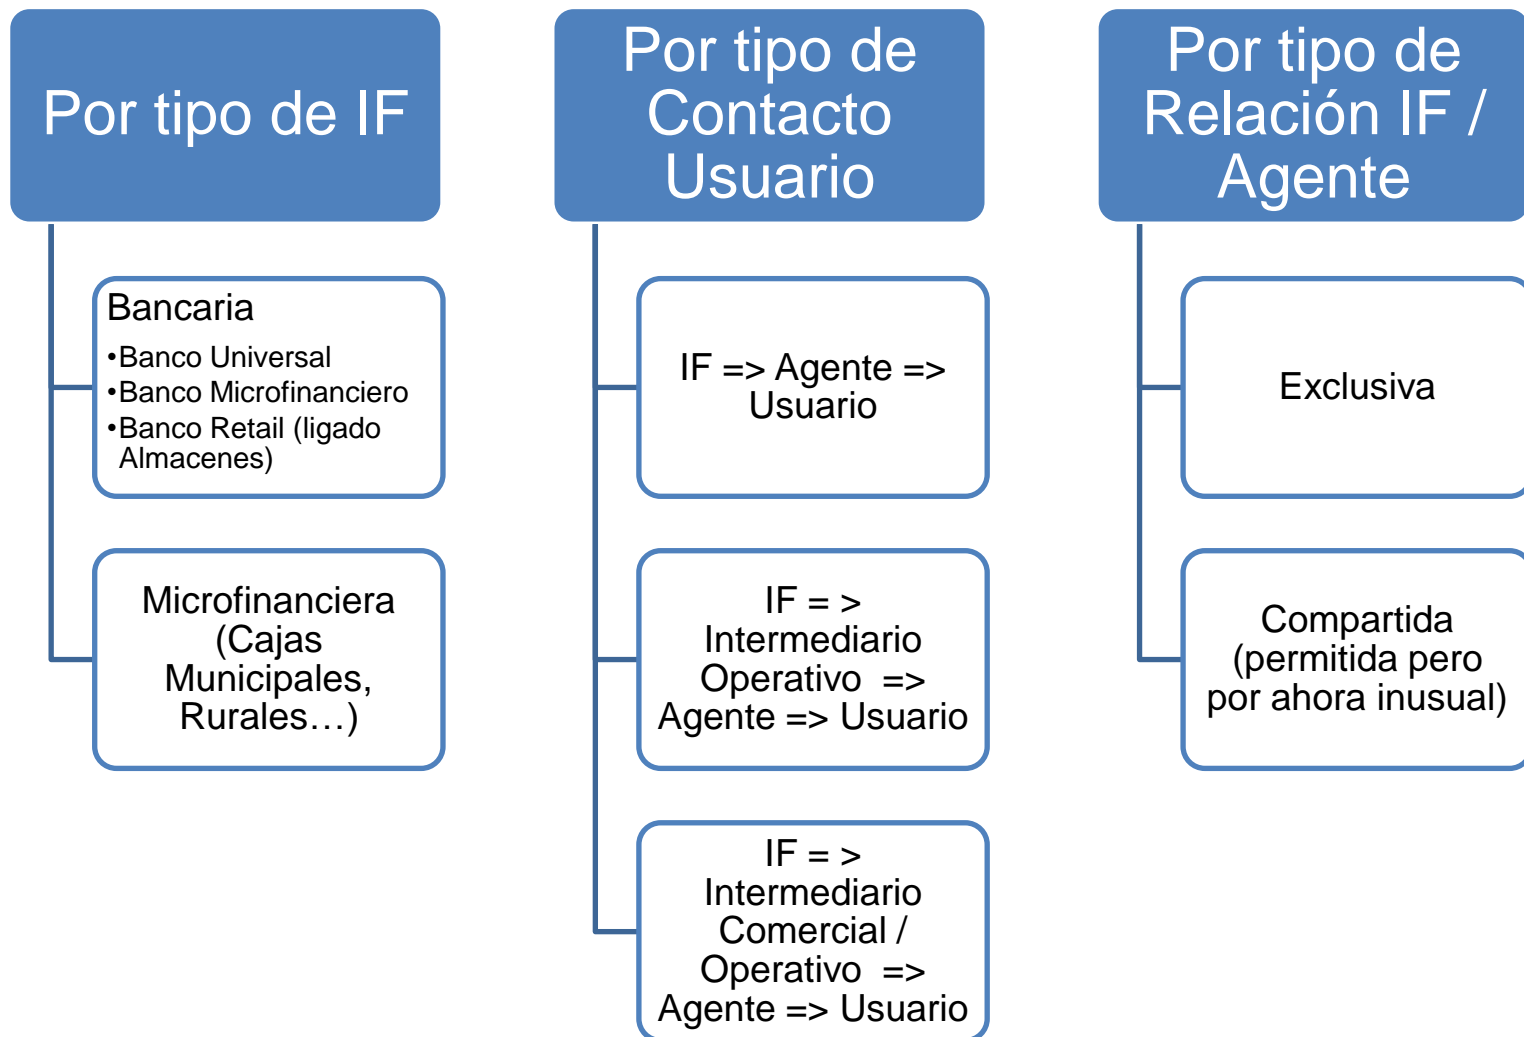 Por tipo de IF
Bancaria
•Banco Universal
•Banco Microfinanciero
•Banco Retail (ligado
Almacenes)
Microfinanciera
(Cajas
Municipales,
Rurales…)
Por tipo de
Contacto
Usuario
IF => Agente =>
Usuario
IF = >
Intermediario
Operativo  =>
Agente => Usuario
IF = >
Intermediario
Comercial /
Operativo  =>
Agente => Usuario
Por tipo de
Relación IF /
Agente
Exclusiva
Compartida
(permitida pero
por ahora inusual)